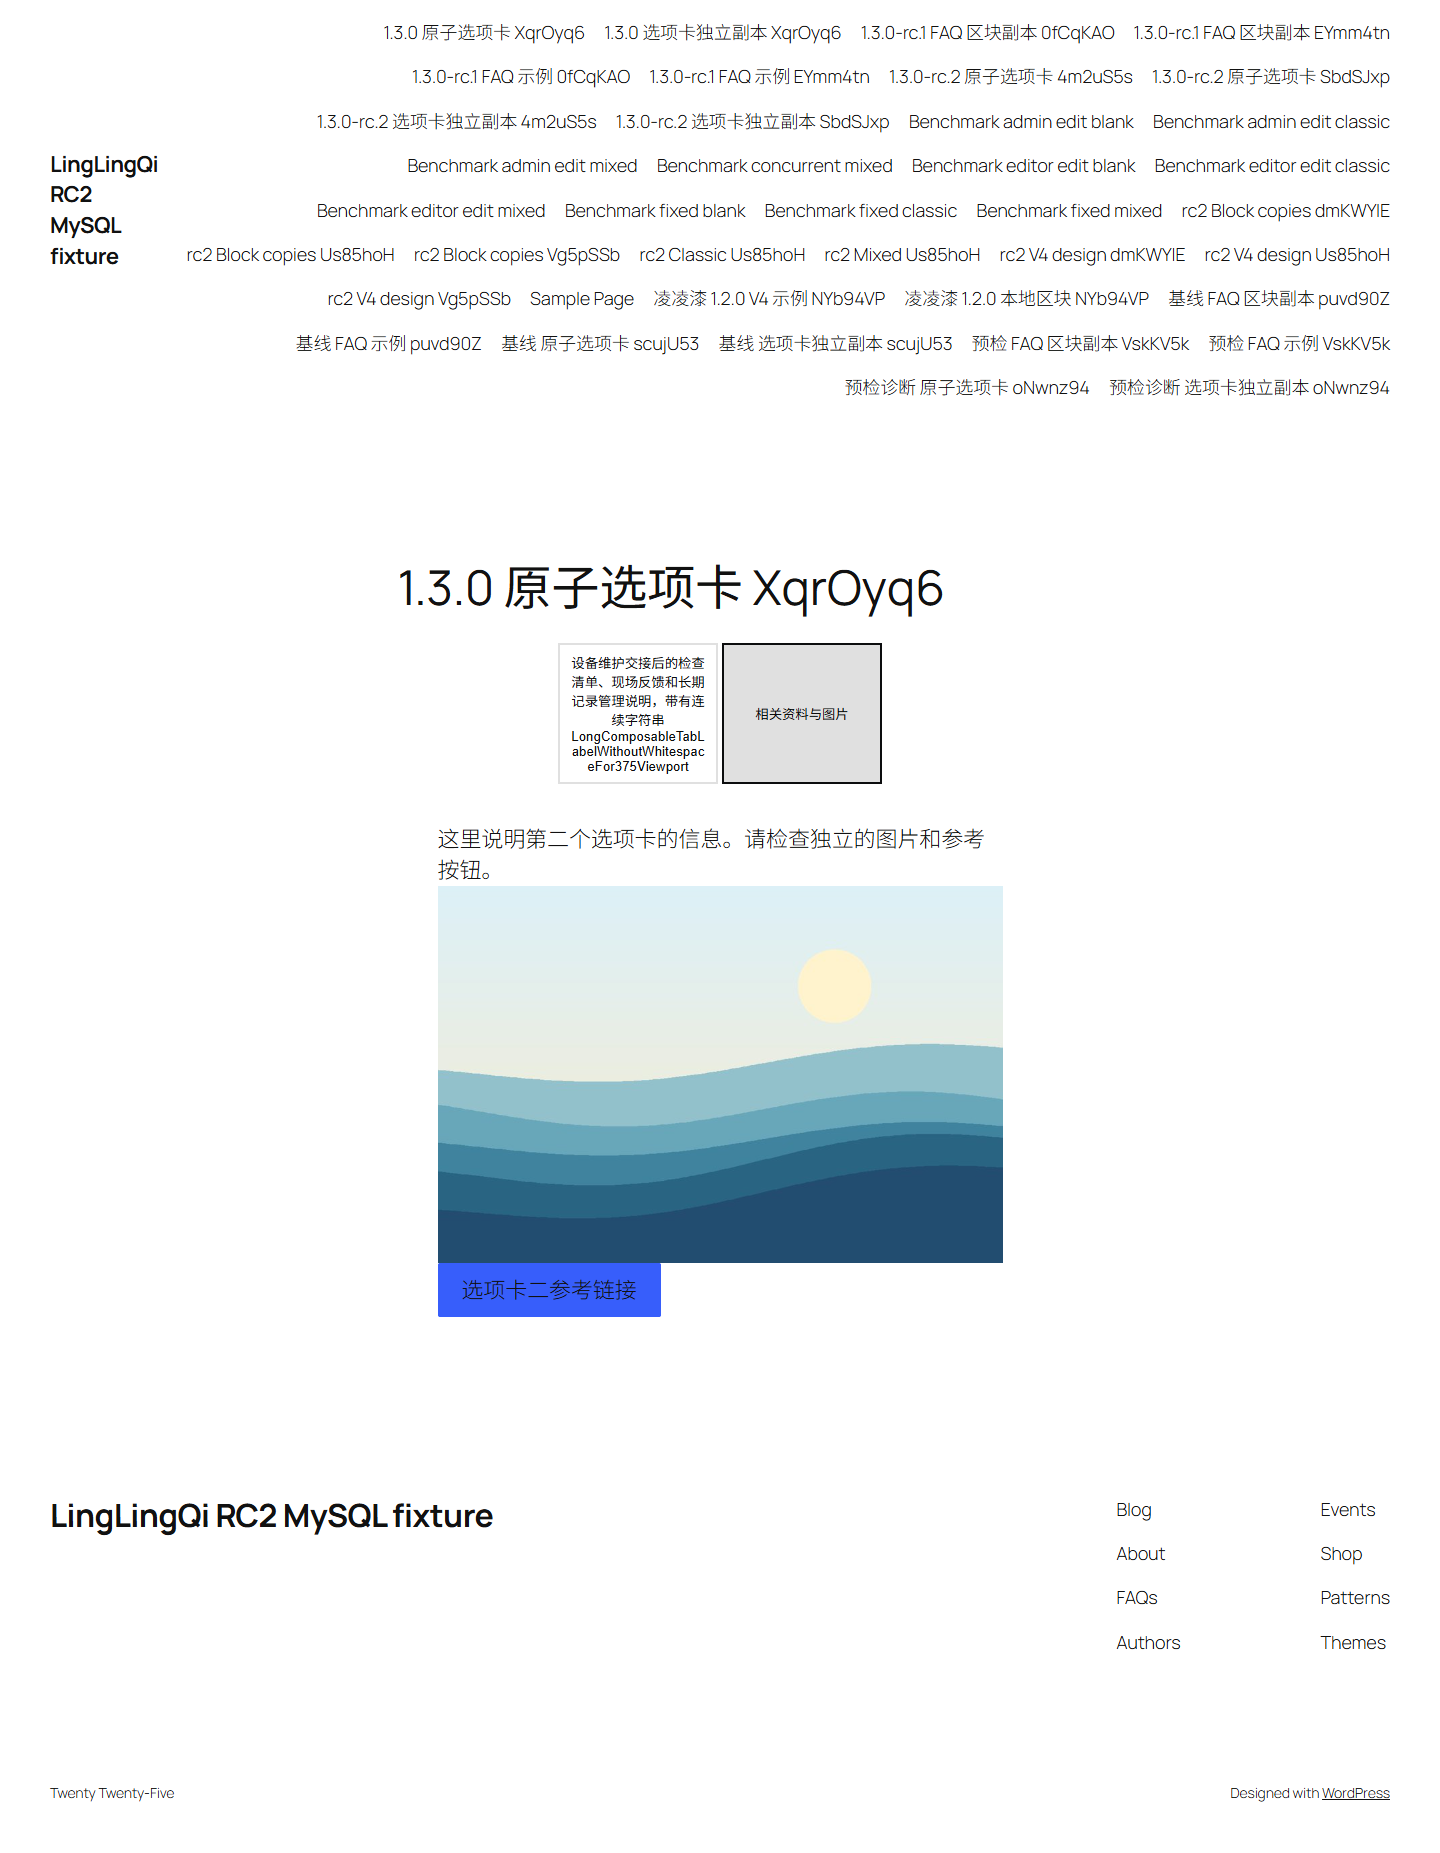 1.3.0 原子选项卡 XqrOyq6 1.3.0 选项卡独立副本 XqrOyq6 1.3.0-rc.1 FAQ 区块副本 0fCqKAO 1.3.0-rc.1 FAQ 区块副本 EYmm4tn
1.3.0-rc.1 FAQ 示例 0fCqKAO 1.3.0-rc.1 FAQ 示例 EYmm4tn 1.3.0-rc.2 原子选项卡 4m2uS5s 1.3.0-rc.2 原子选项卡 SbdSJxp
1.3.0-rc.2 选项卡独立副本 4m2uS5s 1.3.0-rc.2 选项卡独立副本 SbdSJxp Benchmark admin edit blank Benchmark admin edit classic
LingLingQi
RC2
MySQL
fixture
Benchmark admin edit mixed Benchmark concurrent mixed Benchmark editor edit blank Benchmark editor edit classic
Benchmark editor edit mixed Benchmark fixed blank Benchmark fixed classic Benchmark fixed mixed rc2 Block copies dmKWYlE
rc2 Block copies Us85hoH rc2 Block copies Vg5pSSb rc2 Classic Us85hoH rc2 Mixed Us85hoH rc2 V4 design dmKWYlE rc2 V4 design Us85hoH
rc2 V4 design Vg5pSSb Sample Page 凌凌漆 1.2.0 V4 示例 NYb94VP 凌凌漆 1.2.0 本地区块 NYb94VP 基线 FAQ 区块副本 puvd90Z
基线 FAQ 示例 puvd90Z 基线 原子选项卡 scujU53 基线 选项卡独立副本 scujU53 预检 FAQ 区块副本 VskKV5k 预检 FAQ 示例 VskKV5k
预检诊断 原子选项卡 oNwnz94 预检诊断 选项卡独立副本 oNwnz94
1.3.0 原子选项卡 XqrOyq6
设备维护交接后的检查
清单、现场反馈和长期
记录管理说明，带有连
续字符串
LongComposableTabL
abelWithoutWhitespac
eFor375Viewport
相关资料与图片
这里说明第二个选项卡的信息。请检查独立的图片和参考
按钮。
选项卡二参考链接
LingLingQi RC2 MySQL fixture
Blog
About
FAQs
Authors
Events
Shop
Patterns
Themes
Twenty Twenty-Five
Designed with WordPress